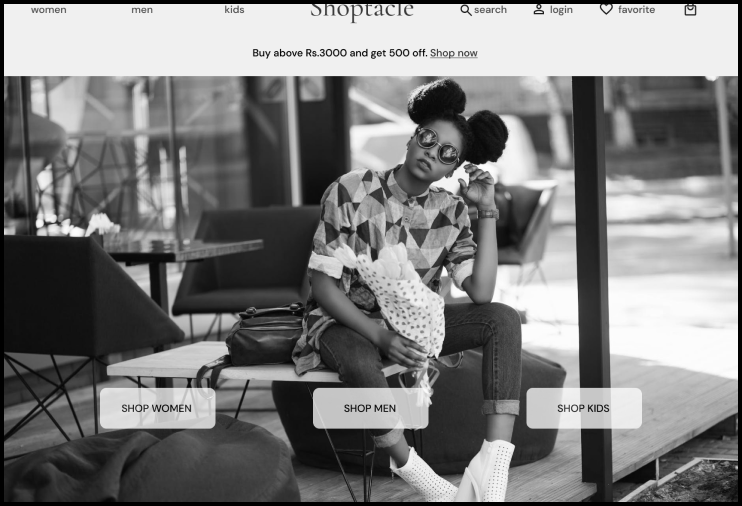 women men kids Shoptacle search login favorite
Buy above Rs.3000 and get 500 off. Shop now
SHOP WOMEN SHOP MEN SHOP KIDS